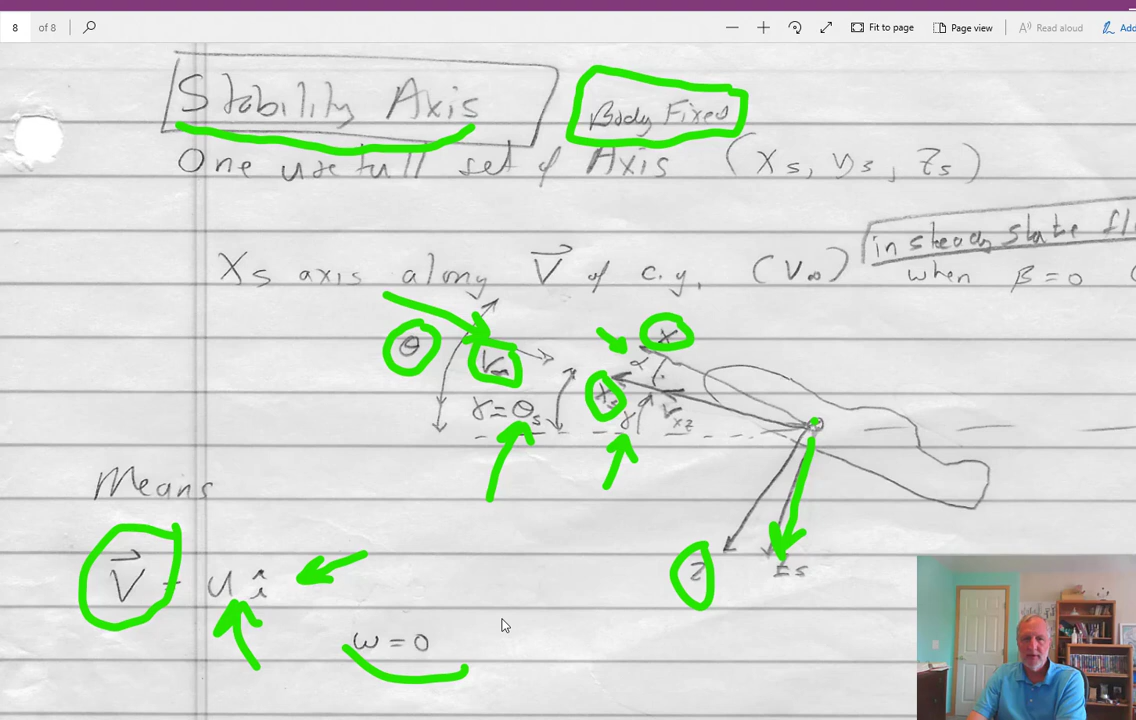 8 of 8
Fit to page
Page view
Read aloud
Stability Axis
Body Fixed
One usefull set of Axis (Xs, ys, Zs)
Xs axis along V of c.g. (V∞)
in steady state fl
when β=0 (
θ
V∞
X
α
Xs
γ=θs
γ
Vxz
Means
V = u i
Z
Zs
w=0